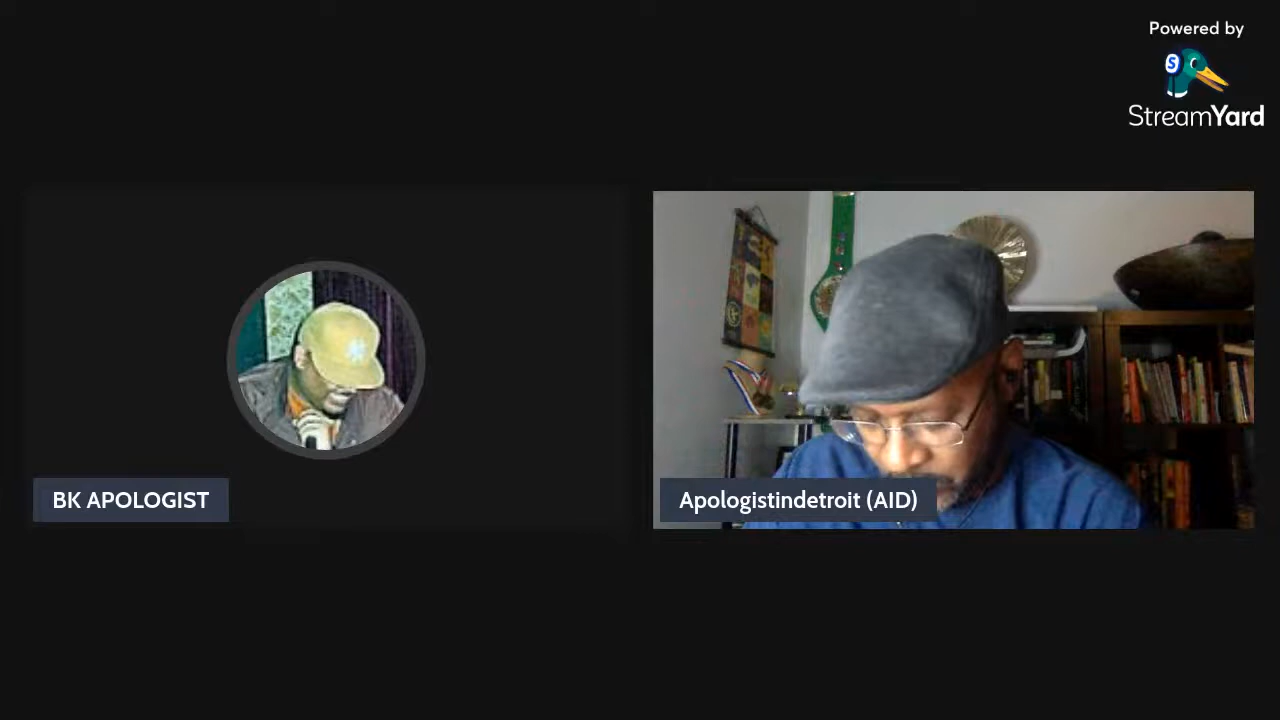 Powered by
S
StreamYard
BK APOLOGIST
Apologistindetroit (AID)